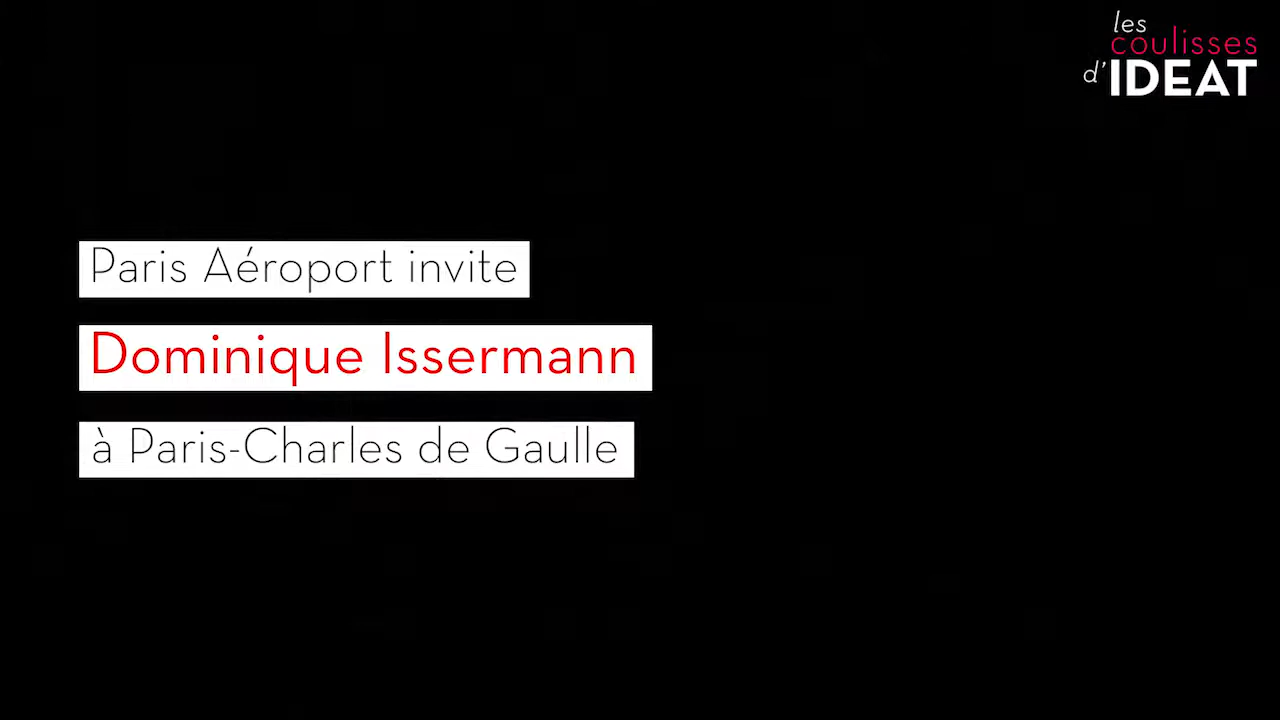 les
coulisses
d'IDEAT
Paris Aéroport invite
Dominique Issermann
à Paris-Charles de Gaulle